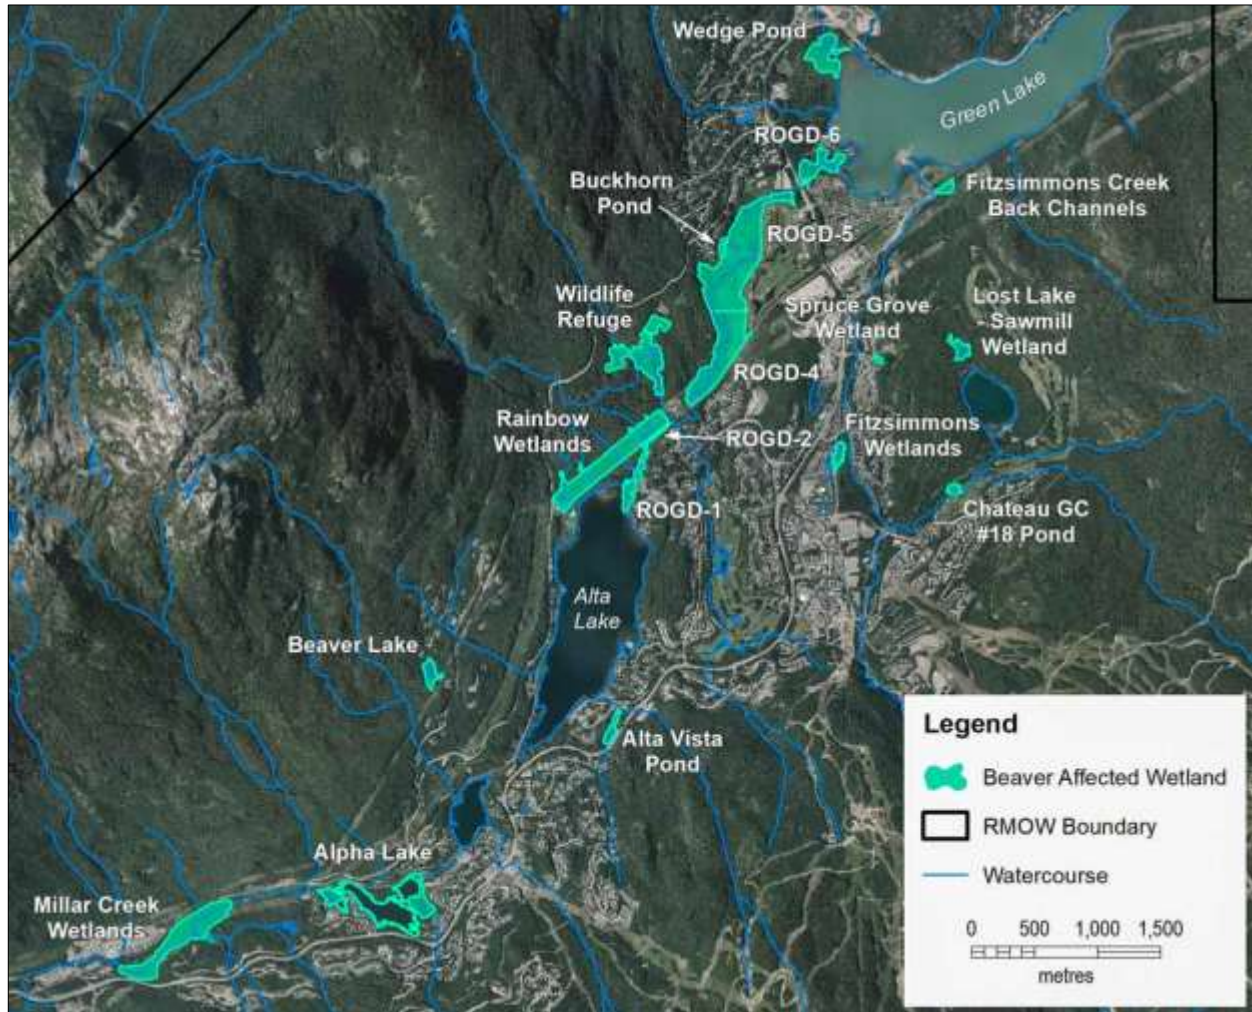 Wedge Pond
Green Lake
ROGD-6
Buckhorn
Pond
Fitzsimmons Creek
Back Channels
ROGD-5
Wildlife
Refuge
Spruce Grove
Wetland
Lost Lake
- Sawmill
Wetland
ROGD-4
Rainbow
Wetlands
ROGD-2
Fitzsimmons
Wetlands
ROGD-1
Chateau GC
#18 Pond
Alta
Lake
Beaver Lake
Alta Vista
Pond
Alpha Lake
Millar Creek
Wetlands
Legend
Beaver Affected Wetland
RMOW Boundary
Watercourse
0 500 1,000 1,500
metres